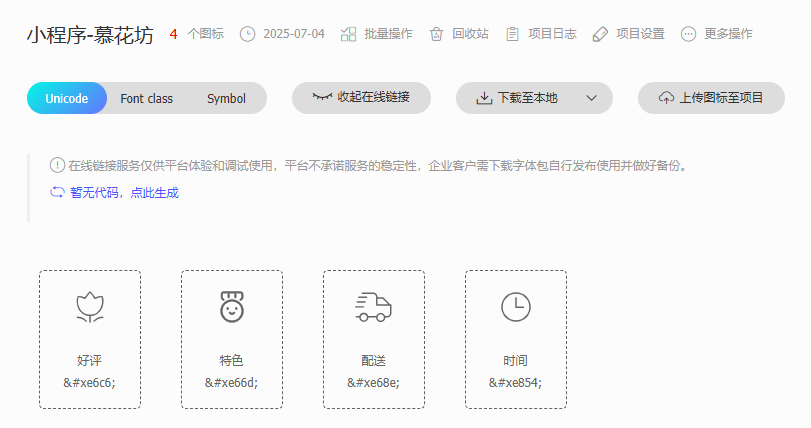 小程序-慕花坊 4 个图标 2025-07-04 批量操作 回收站 项目日志 项目设置 更多操作
Unicode Font class Symbol 收起在线链接 下载至本地 上传图标至项目
在线链接服务仅供平台体验和调试使用，平台不承诺服务的稳定性，企业客户需下载字体包自行发布使用并做好备份。
暂无代码，点此生成
好评 特色 配送 时间
&#xe6c6; &#xe66d; &#xe68e; &#xe854;